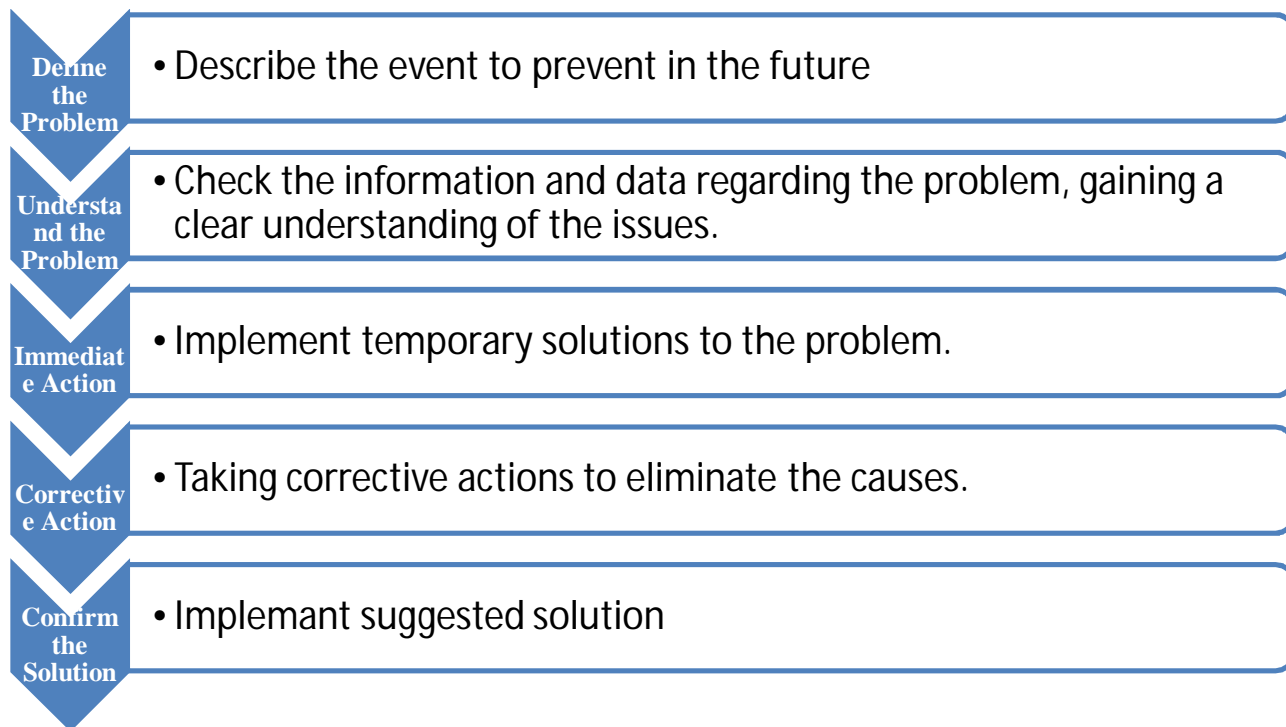 Define
the
Problem
• Describe the event to prevent in the future
Understa
nd the
Problem
• Check the information and data regarding the problem, gaining a
clear understanding of the issues.
Immediat
e Action
• Implement temporary solutions to the problem.
Correctiv
e Action
• Taking corrective actions to eliminate the causes.
Confirm
the
Solution
• Implemant suggested solution